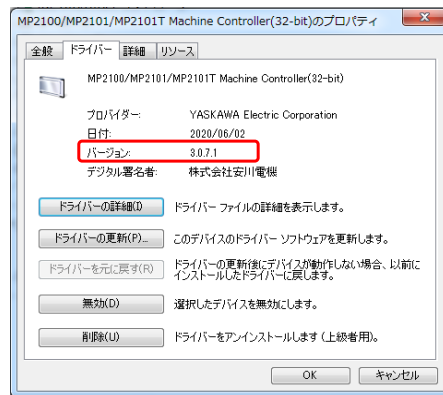 MP2100/MP2101/MP2101T Machine Controller(32-bit)のプロパティ
全般 ドライバー 詳細 リソース
MP2100/MP2101/MP2101T Machine Controller(32-bit)
プロバイダー: YASKAWA Electric Corporation
日付: 2020/06/02
バージョン: 3.0.7.1
デジタル署名者: 株式会社安川電機
ドライバーの詳細(I) ドライバー ファイルの詳細を表示します。
ドライバーの更新(P)... このデバイスのドライバー ソフトウェアを更新します。
ドライバーを元に戻す(R) ドライバーの更新後にデバイスが動作しない場合、以前に
インストールしたドライバーに戻します。
無効(D) 選択したデバイスを無効にします。
削除(U) ドライバーをアンインストールします (上級者用)。
OK キャンセル